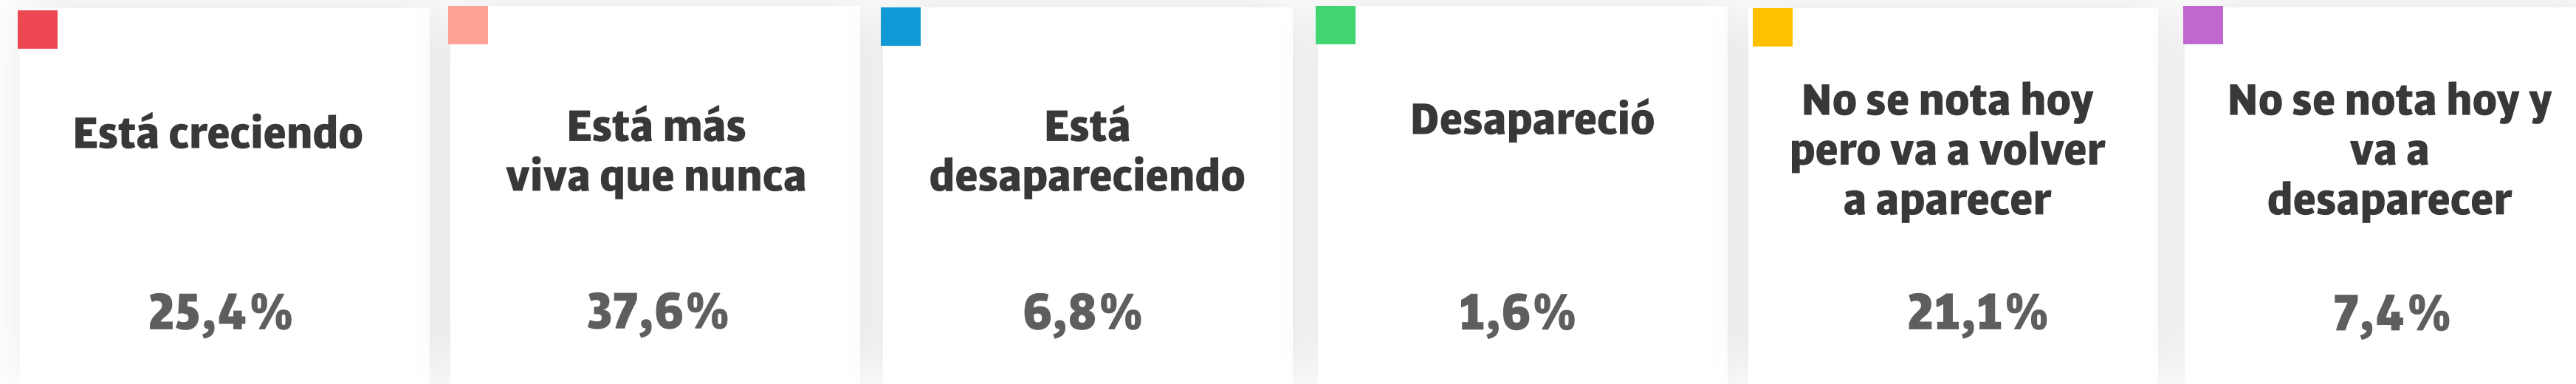 Está creciendo
25,4%
Está más
viva que nunca
37,6%
Está
desapareciendo
6,8%
Desapareció
1,6%
No se nota hoy
pero va a volver
a aparecer
21,1%
No se nota hoy y
va a
desaparecer
7,4%